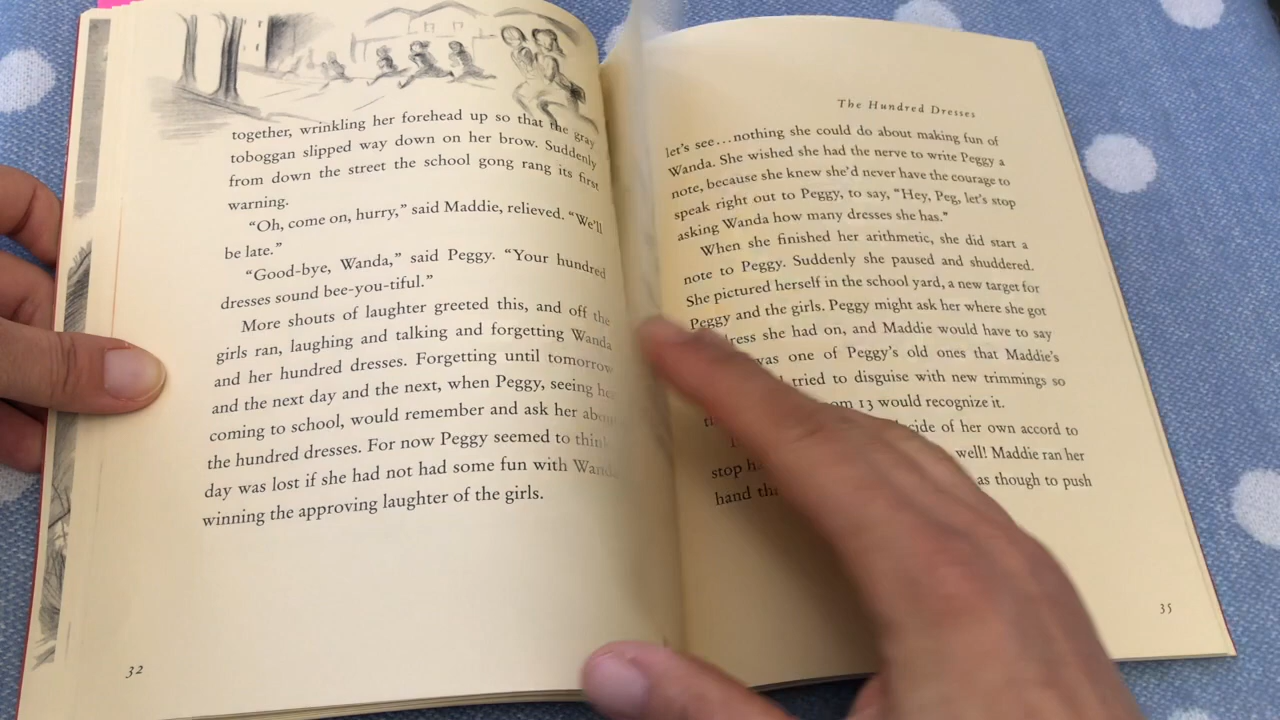 together, wrinkling her forehead up so that the gray
toboggan slipped way down on her brow. Suddenly
from down the street the school gong rang its first
warning.
“Oh, come on, hurry,” said Maddie, relieved. “We’ll
be late.”
“Good-bye, Wanda,” said Peggy. “Your hundred
dresses sound bee-you-tiful.”
More shouts of laughter greeted this, and off the
girls ran, laughing and talking and forgetting Wanda
and her hundred dresses. Forgetting until tomorrow
and the next day and the next, when Peggy, seeing her
coming to school, would remember and ask her about
the hundred dresses. For now Peggy seemed to think
day was lost if she had not had some fun with Wanda
winning the approving laughter of the girls.
32
The Hundred Dresses
let’s see...nothing she could do about making fun of
Wanda. She wished she had the nerve to write Peggy a
note, because she knew she’d never have the courage to
speak right out to Peggy, to say, “Hey, Peg, let’s stop
asking Wanda how many dresses she has.”
When she finished her arithmetic, she did start a
note to Peggy. Suddenly she paused and shuddered.
She pictured herself in the school yard, a new target for
Peggy and the girls. Peggy might ask her where she got
dress she had on, and Maddie would have to say
was one of Peggy’s old ones that Maddie’s
tried to disguise with new trimmings so
13 would recognize it.
of her own accord to
stop well! Maddie ran her
hand as though to push
35